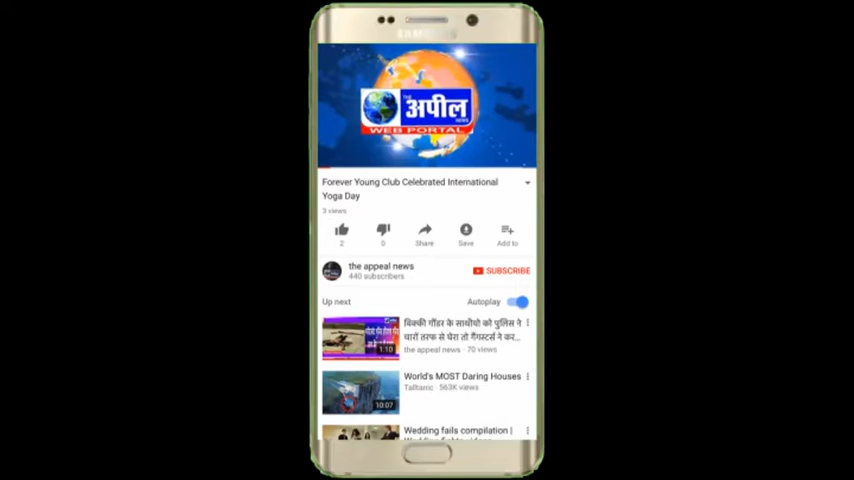 THE
अपील
NEWS
WEB PORTAL
Forever Young Club Celebrated International
Yoga Day
3 views
2
0
Share
Save
Add to
the appeal news
440 subscribers
SUBSCRIBE
Up next
Autoplay
विक्की गौंडर के साथीयो को पुलिस ने
चारों तरफ से घेरा तो गैंगस्टर्स ने कर...
the appeal news · 70 views
1:10
World's MOST Daring Houses
Talltanic · 563K views
10:07
Wedding fails compilation |